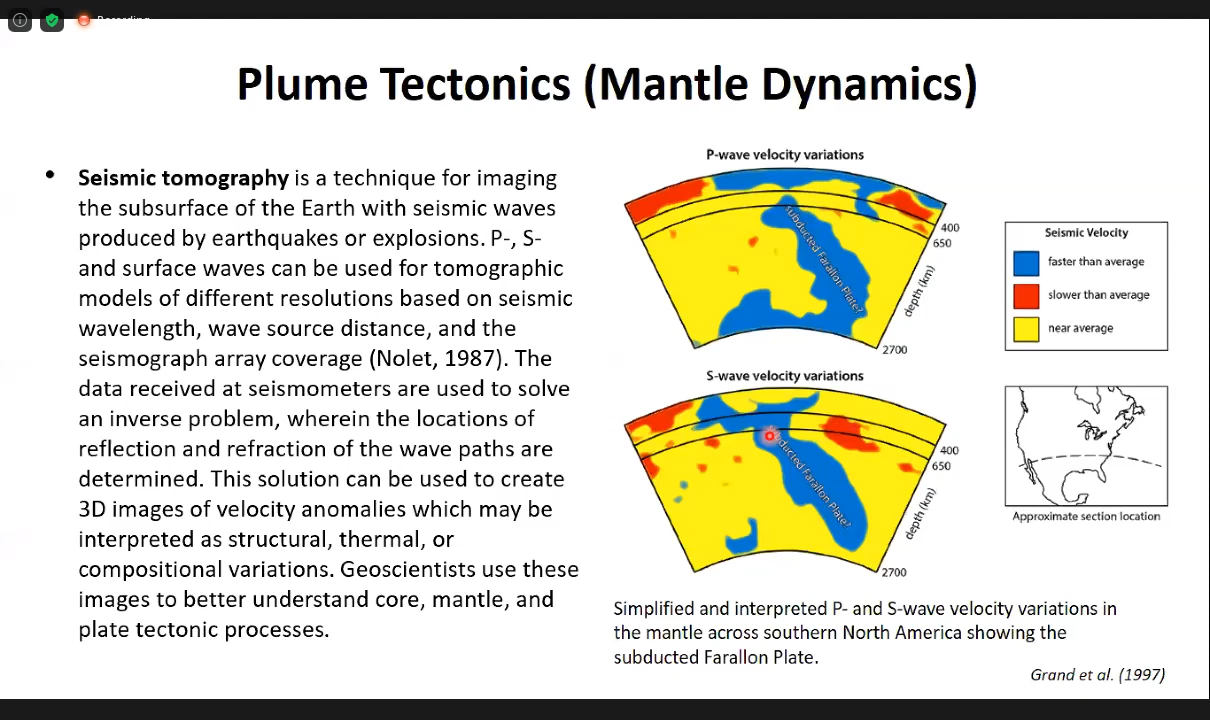 Recording
Plume Tectonics (Mantle Dynamics)
• Seismic tomography is a technique for imaging
the subsurface of the Earth with seismic waves
produced by earthquakes or explosions. P-, S-
and surface waves can be used for tomographic
models of different resolutions based on seismic
wavelength, wave source distance, and the
seismograph array coverage (Nolet, 1987). The
data received at seismometers are used to solve
an inverse problem, wherein the locations of
reflection and refraction of the wave paths are
determined. This solution can be used to create
3D images of velocity anomalies which may be
interpreted as structural, thermal, or
compositional variations. Geoscientists use these
images to better understand core, mantle, and
plate tectonic processes.
P-wave velocity variations
subducted Farallon Plate?
400
650
depth (km)
2700
S-wave velocity variations
ducted Farallon Plate?
400
650
depth (km)
2700
Seismic Velocity
faster than average
slower than average
near average
Approximate section location
Simplified and interpreted P- and S-wave velocity variations in
the mantle across southern North America showing the
subducted Farallon Plate.
Grand et al. (1997)